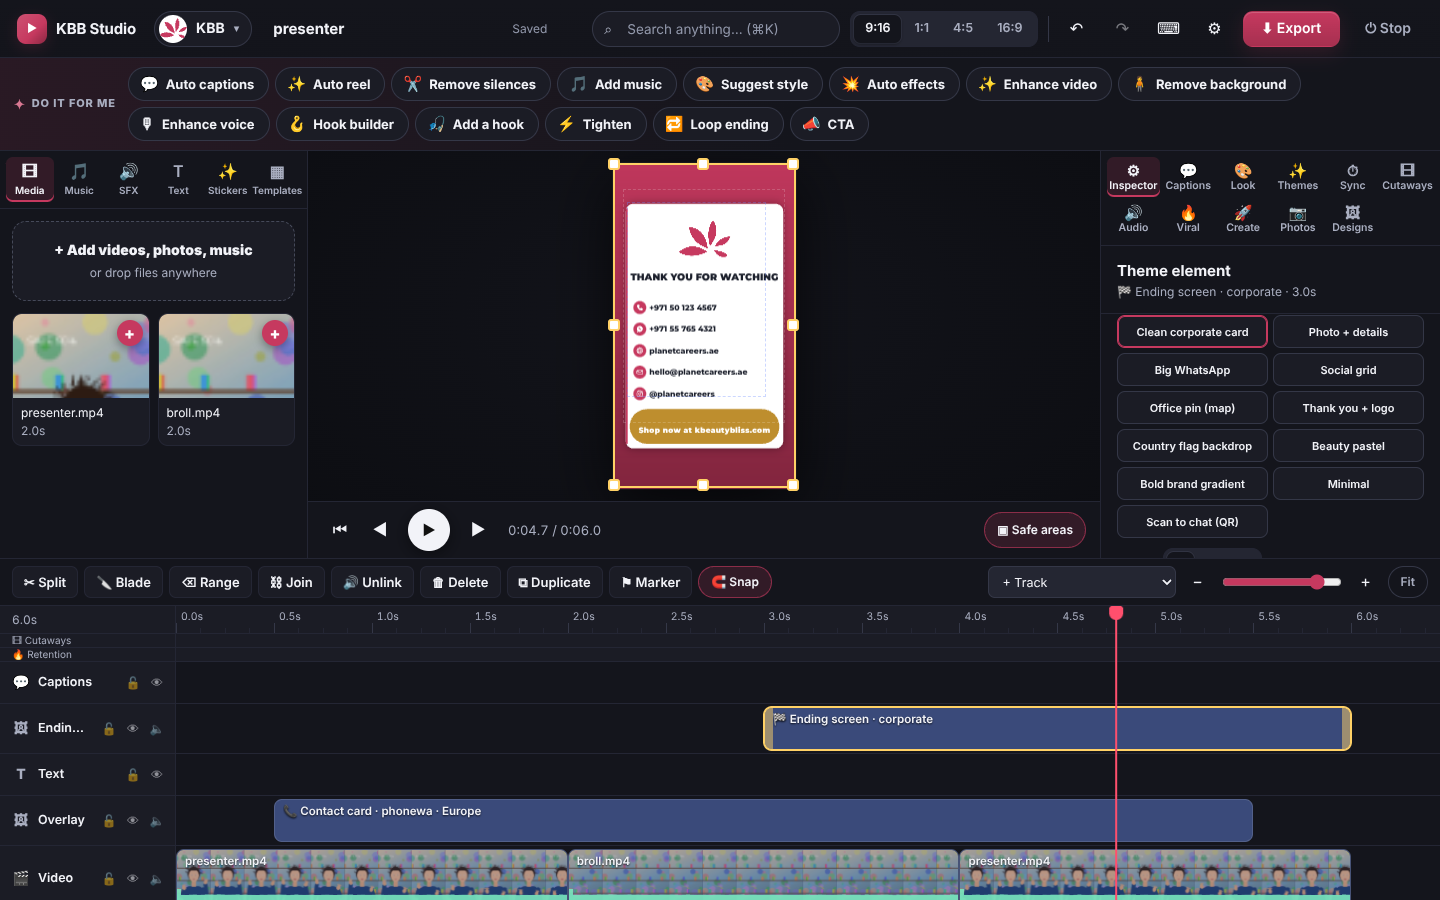 KBB Studio
KBB
presenter
Saved
Search anything... (⌘K)
9:16
1:1
4:5
16:9
Export
Stop
DO IT FOR ME
Auto captions
Auto reel
Remove silences
Add music
Suggest style
Auto effects
Enhance video
Remove background
Enhance voice
Hook builder
Add a hook
Tighten
Loop ending
CTA
Media
Music
SFX
Text
Stickers
Templates
+ Add videos, photos, music
or drop files anywhere
presenter.mp4
2.0s
broll.mp4
2.0s
THANK YOU FOR WATCHING
+971 50 123 4567
+971 55 765 4321
planetcareers.ae
hello@planetcareers.ae
@planetcareers
Shop now at kbeautybliss.com
0:04.7 / 0:06.0
Safe areas
Inspector
Captions
Look
Themes
Sync
Cutaways
Audio
Viral
Create
Photos
Designs
Theme element
Ending screen · corporate · 3.0s
Clean corporate card
Photo + details
Big WhatsApp
Social grid
Office pin (map)
Thank you + logo
Country flag backdrop
Beauty pastel
Bold brand gradient
Minimal
Scan to chat (QR)
Split
Blade
Range
Join
Unlink
Delete
Duplicate
Marker
Snap
+ Track
Fit
6.0s
0.0s
0.5s
1.0s
1.5s
2.0s
2.5s
3.0s
3.5s
4.0s
4.5s
5.0s
5.5s
6.0s
Cutaways
Retention
Captions
Endin...
Ending screen · corporate
Text
Overlay
Contact card · phonewa · Europe
Video
presenter.mp4
broll.mp4
presenter.mp4